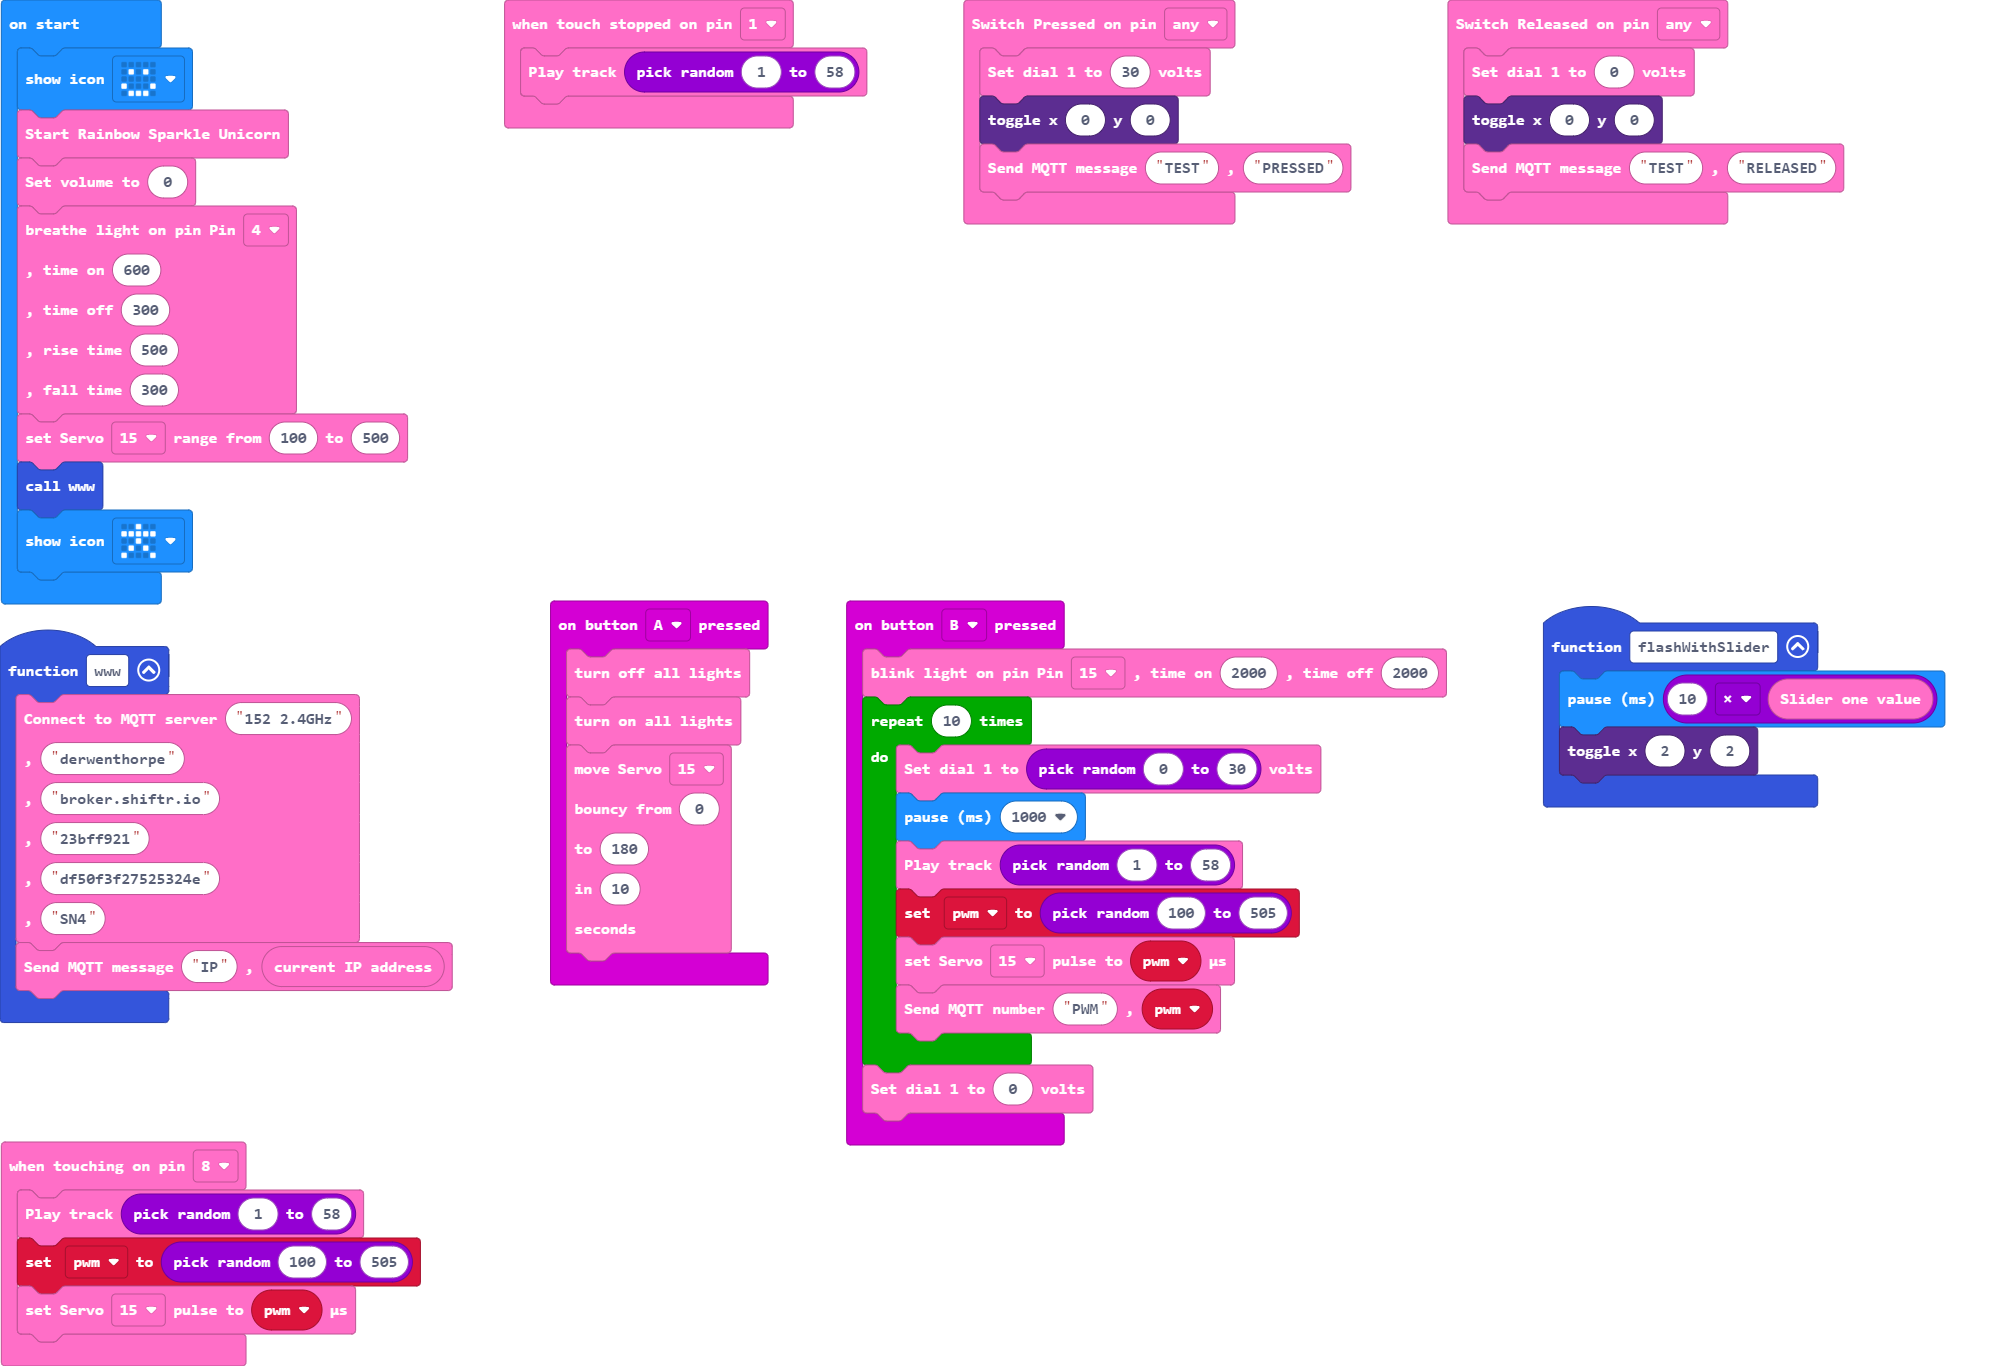 on start
show icon
Start Rainbow Sparkle Unicorn
Set volume to 0
breathe light on pin Pin 4
, time on 600
, time off 300
, rise time 500
, fall time 300
set Servo 15 range from 100 to 500
call www
show icon
when touch stopped on pin 1
Play track pick random 1 to 58
Switch Pressed on pin any
Set dial 1 to 30 volts
toggle x 0 y 0
Send MQTT message "TEST" , "PRESSED"
Switch Released on pin any
Set dial 1 to 0 volts
toggle x 0 y 0
Send MQTT message "TEST" , "RELEASED"
function www
Connect to MQTT server "152 2.4GHz"
, "derwenthorpe"
, "broker.shiftr.io"
, "23bff921"
, "df50f3f27525324e"
, "SN4"
Send MQTT message "IP" , current IP address
on button A pressed
turn off all lights
turn on all lights
move Servo 15
bouncy from 0
to 180
in 10
seconds
on button B pressed
blink light on pin Pin 15 , time on 2000 , time off 2000
repeat 10 times
do
Set dial 1 to pick random 0 to 30 volts
pause (ms) 1000
Play track pick random 1 to 58
set pwm to pick random 100 to 505
set Servo 15 pulse to pwm µs
Send MQTT number "PWM" , pwm
Set dial 1 to 0 volts
function flashWithSlider
pause (ms) 10 × Slider one value
toggle x 2 y 2
when touching on pin 8
Play track pick random 1 to 58
set pwm to pick random 100 to 505
set Servo 15 pulse to pwm µs